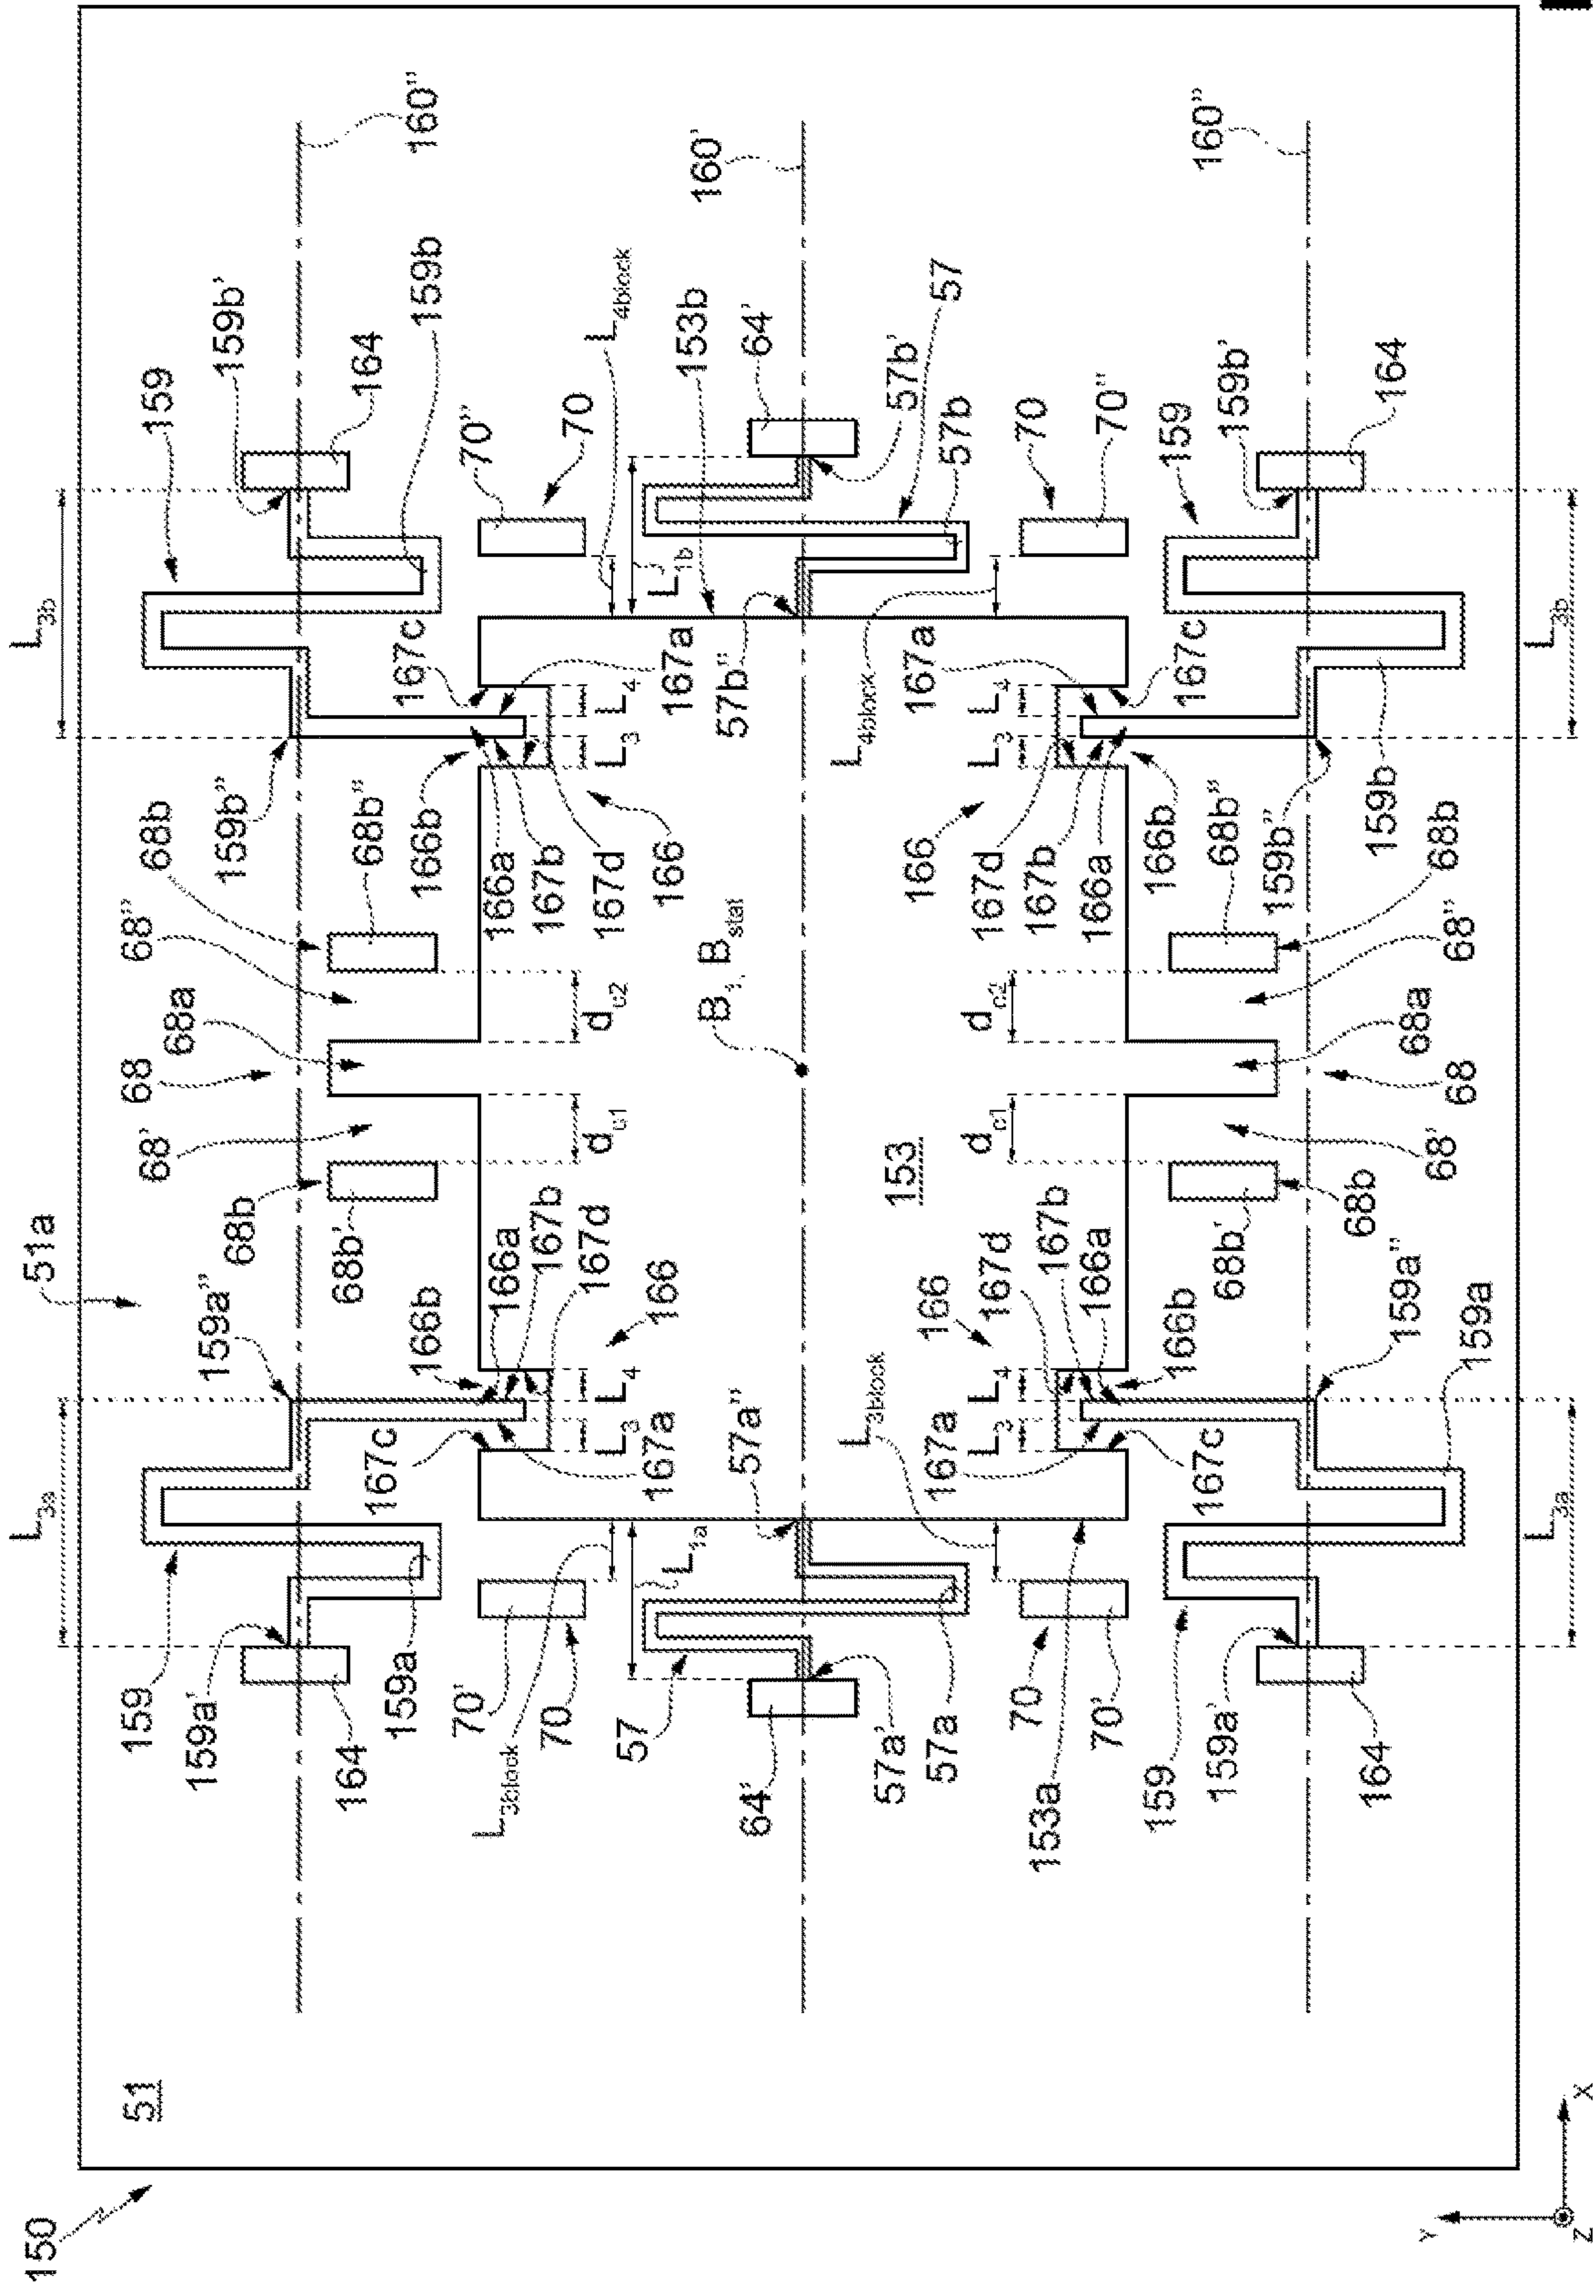 150
L3a
51a
L3b
51
159
68'
68
68"
68b
159
159a'
159a"
68b
68a
159b"
159b'
164
68b'
68b"
164
159a
167c
166b
166b
167c
159b
160"
70'
L3block
166a
166a
70"
70
167b
167b
70
167d
dc1
dc2
167d
L3
L4
L3
L4
L4block
57
167a
166
166
167a
L1a
L1b
153b
64'
57a"
B1, Bstat
57b"
160'
64'
57a'
L3block
153
L4block
57b'
57a
167a
166
166
167a
57b
57
L3
L4
dc1
dc2
L3
L4
70
153a
167d
167d
70
70'
167b
167b
70"
166a
166a
159
166b
166b
159
167c
167c
159a'
68b'
68b"
160"
159b'
68b
68b
159b"
164
159a"
68'
68
68a
68"
159b
164
159a
L3a
L3b
Y
Z
X